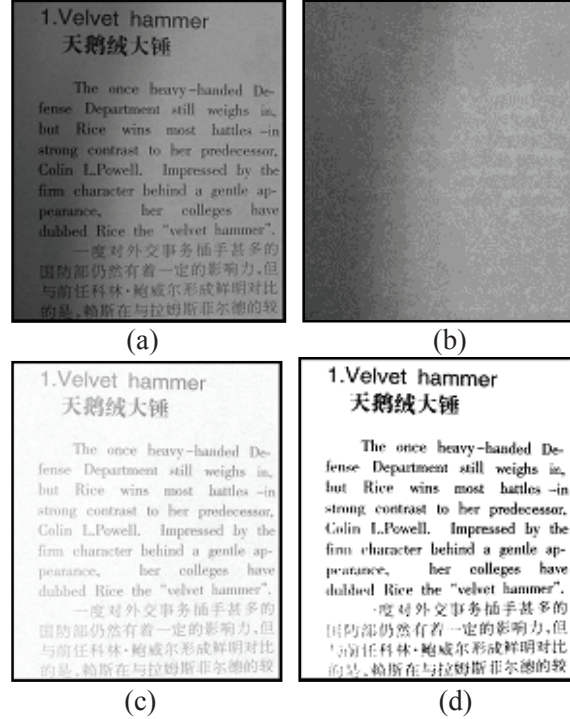 1.Velvet hammer
天鹅绒大锤
The once heavy-handed De-
fense Department still weighs in,
but Rice wins most battles -in
strong contrast to her predecessor,
Colin L.Powell. Impressed by the
firm character behind a gentle ap-
pearance, her colleges have
dubbed Rice the "velvet hammer".
一度对外交事务插手甚多的
国防部仍然有着一定的影响力,但
与前任科林·鲍威尔形成鲜明对比
的是,赖斯在与拉姆斯菲尔德的较
(a)
(b)
1.Velvet hammer
天鹅绒大锤
The once heavy-handed De-
fense Department still weighs in,
but Rice wins most battles -in
strong contrast to her predecessor,
Colin L.Powell. Impressed by the
firm character behind a gentle ap-
pearance, her colleges have
dubbed Rice the "velvet hammer".
一度对外交事务插手甚多的
国防部仍然有着一定的影响力,但
与前任科林·鲍威尔形成鲜明对比
的是,赖斯在与拉姆斯菲尔德的较
(c)
1.Velvet hammer
天鹅绒大锤
The once heavy-handed De-
fense Department still weighs in,
but Rice wins most battles -in
strong contrast to her predecessor,
Colin L.Powell. Impressed by the
firm character behind a gentle ap-
pearance, her colleges have
dubbed Rice the "velvet hammer".
一度对外交事务插手甚多的
国防部仍然有着一定的影响力,但
与前任科林·鲍威尔形成鲜明对比
的是,赖斯在与拉姆斯菲尔德的较
(d)